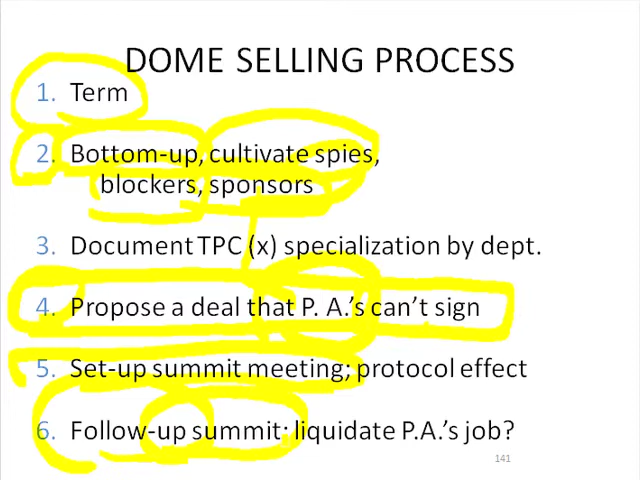 DOME SELLING PROCESS
1. Term
2. Bottom-up, cultivate spies,
blockers, sponsors
3. Document TPC (x) specialization by dept.
4. Propose a deal that P. A.'s can't sign
5. Set-up summit meeting; protocol effect
6. Follow-up summit: liquidate P.A.'s job?
141